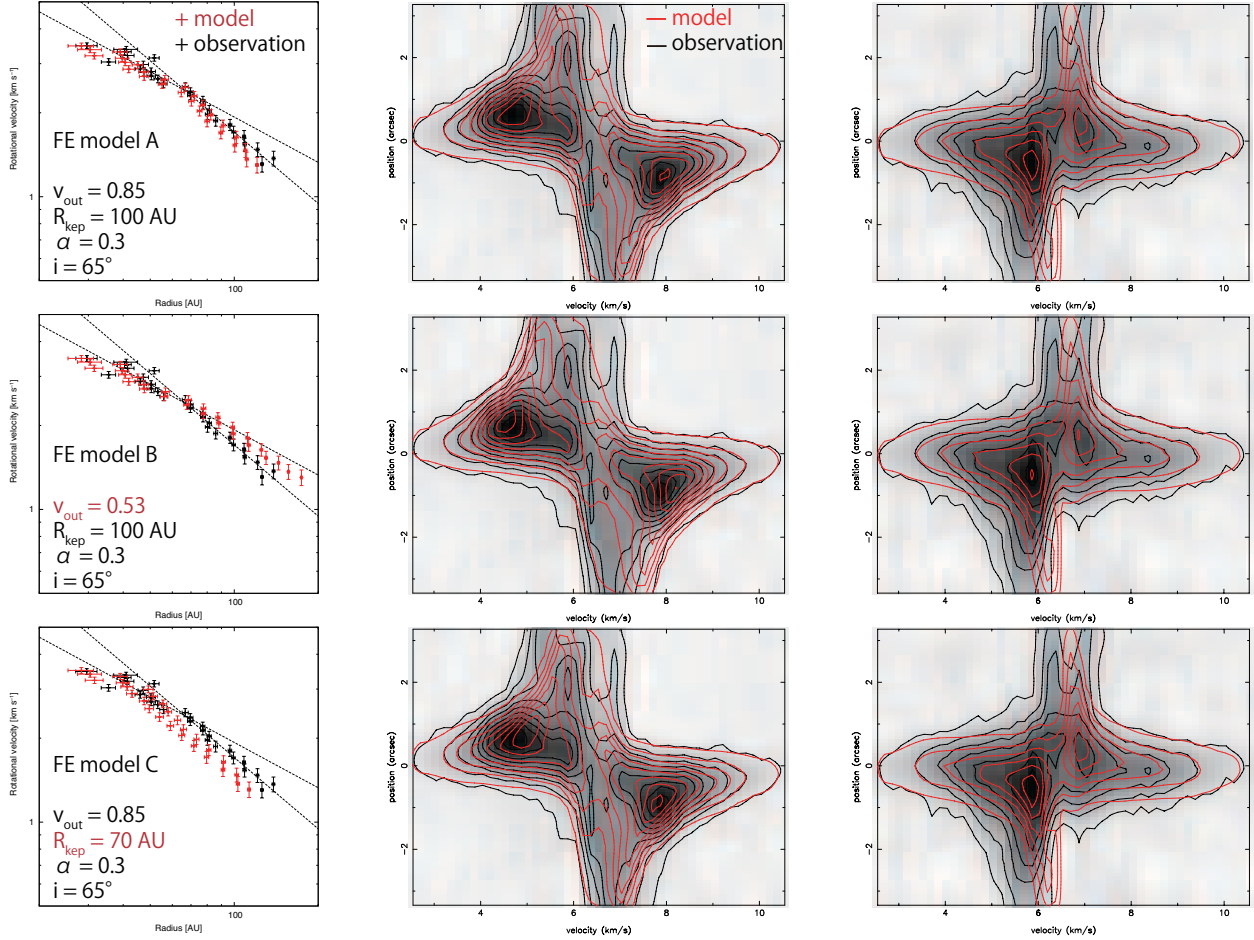 + model
+ observation
Rotational velocity [km s⁻¹]
1
FE model A
v_out = 0.85
R_kep = 100 AU
α = 0.3
i = 65°
100
Radius [AU]
model
observation
position (arcsec)
2
0
-2
4 6 8 10
velocity (km/s)
position (arcsec)
2
0
-2
4 6 8 10
velocity (km/s)
Rotational velocity [km s⁻¹]
1
FE model B
v_out = 0.53
R_kep = 100 AU
α = 0.3
i = 65°
100
Radius [AU]
position (arcsec)
2
0
-2
4 6 8 10
velocity (km/s)
position (arcsec)
2
0
-2
4 6 8 10
velocity (km/s)
Rotational velocity [km s⁻¹]
1
FE model C
v_out = 0.85
R_kep = 70 AU
α = 0.3
i = 65°
100
Radius [AU]
position (arcsec)
2
0
-2
4 6 8 10
velocity (km/s)
position (arcsec)
2
0
-2
4 6 8 10
velocity (km/s)